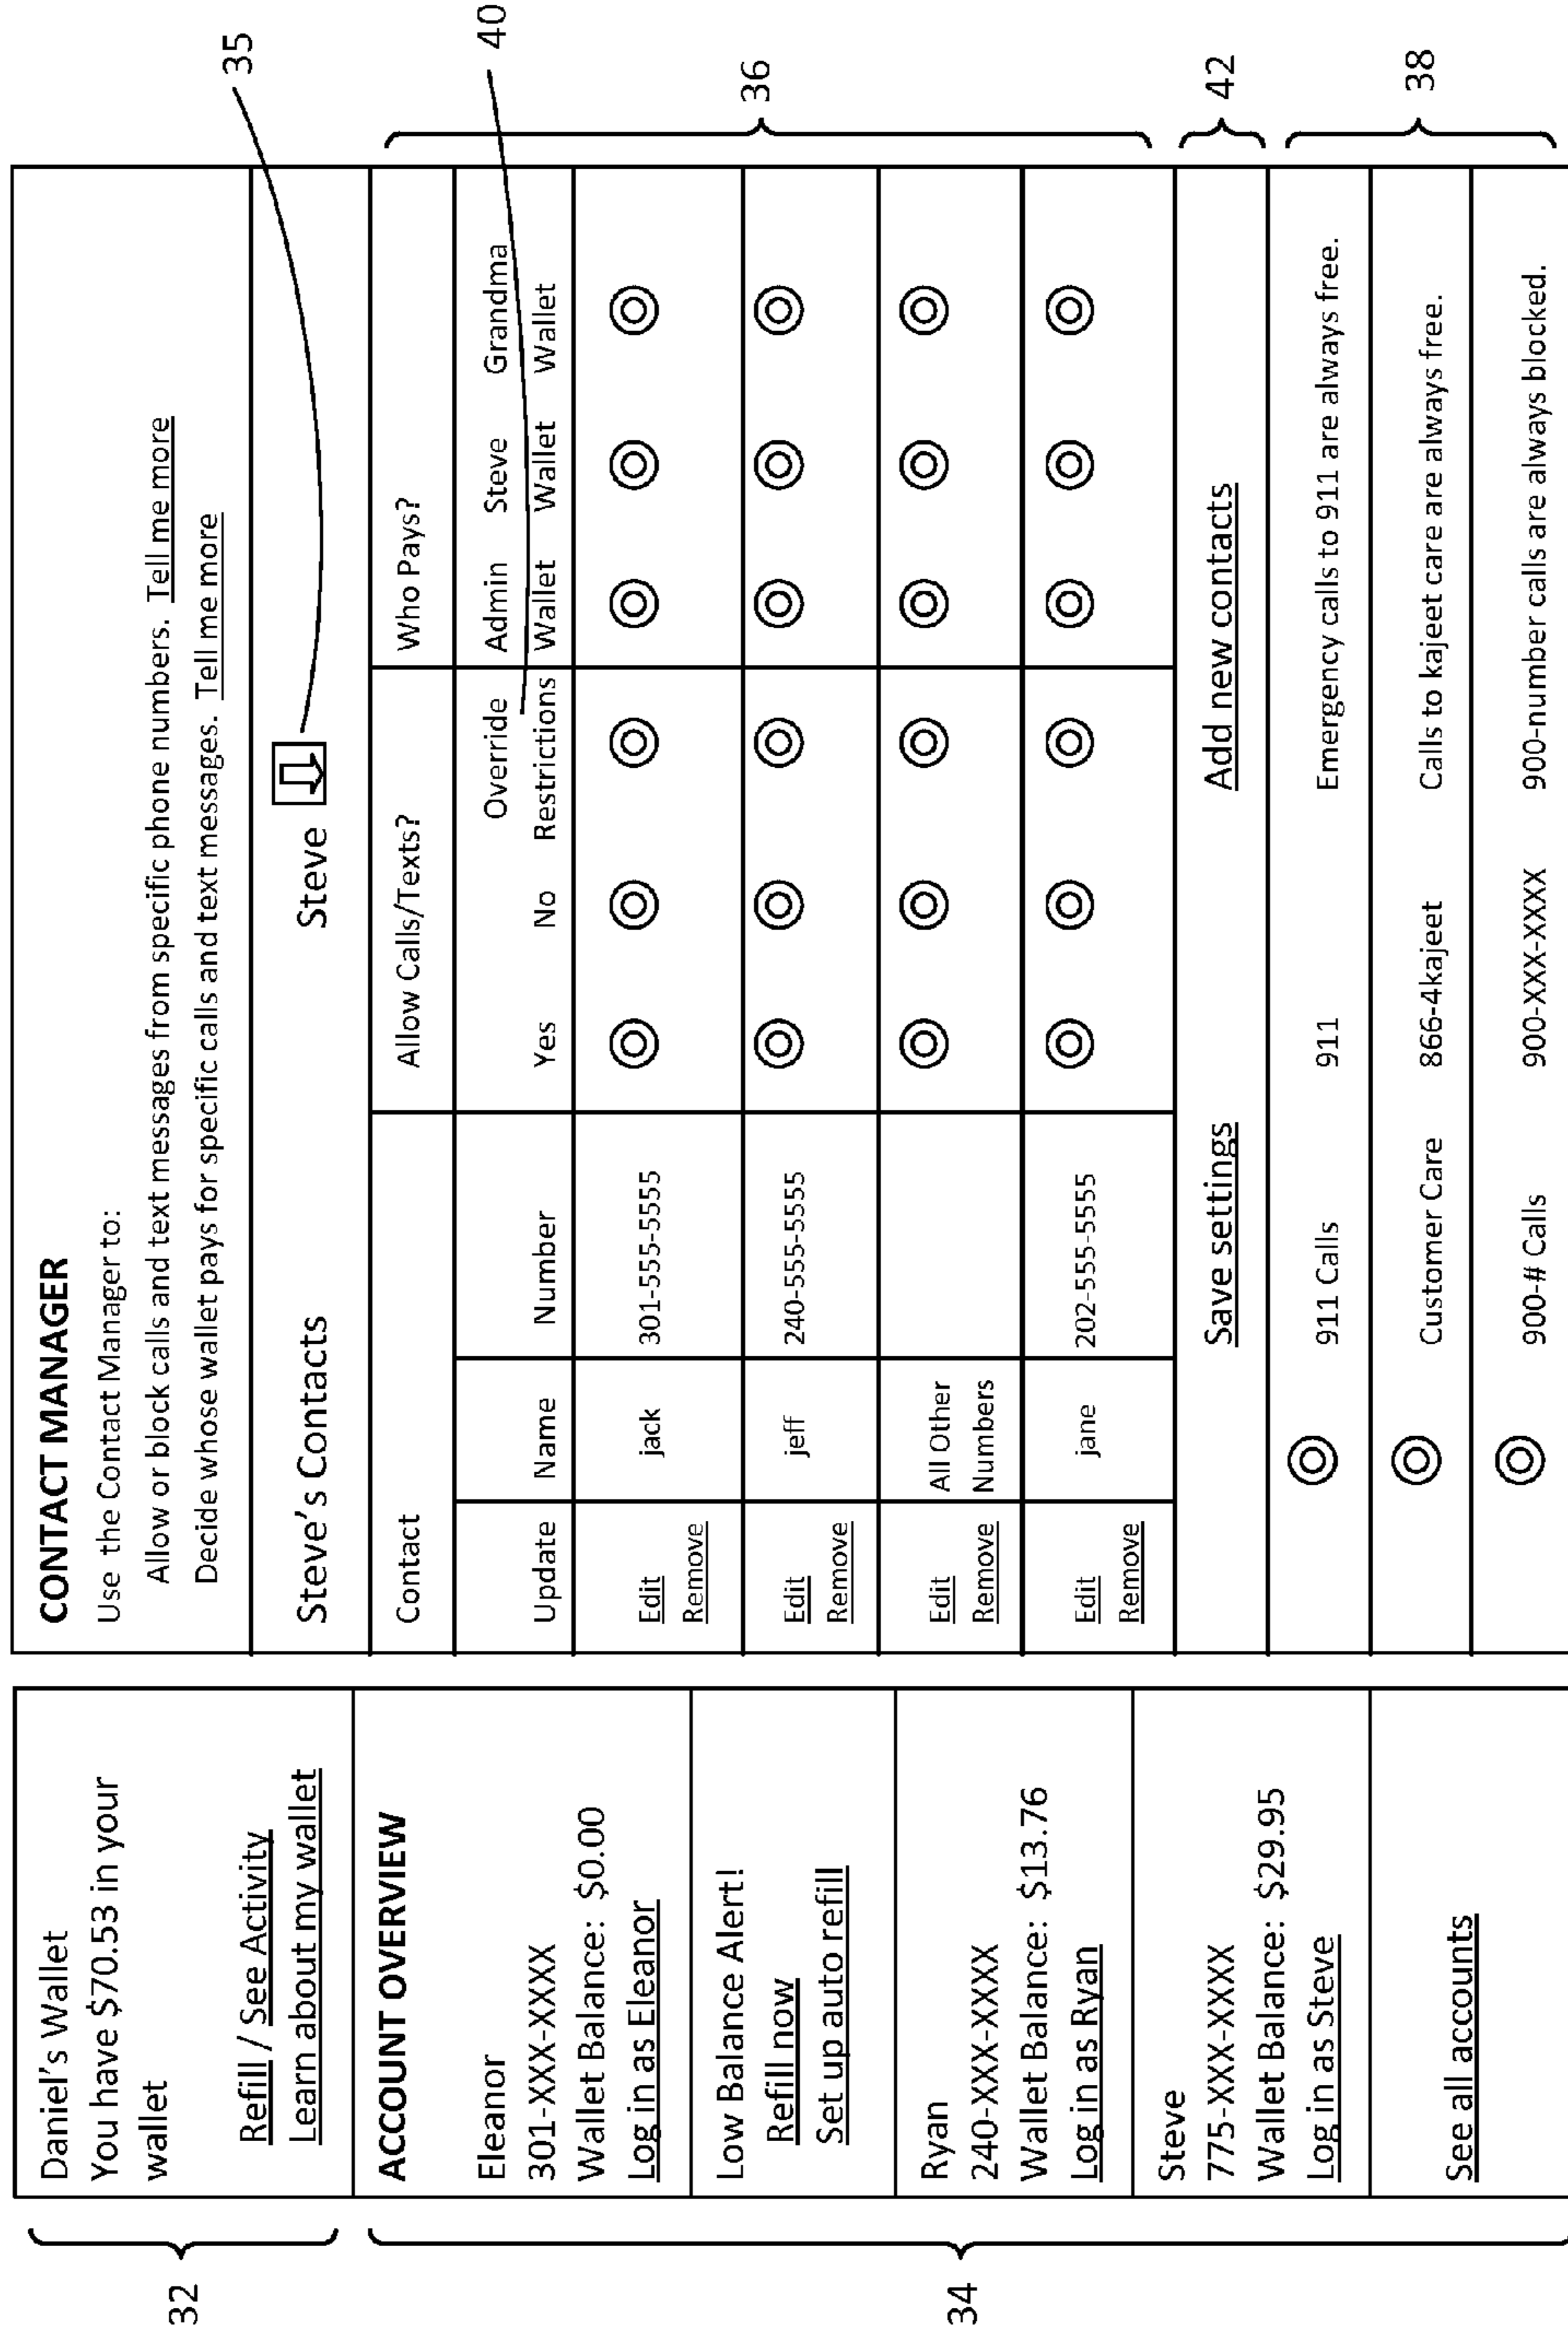 32
Daniel's Wallet
You have $70.53 in your
wallet
Refill / See Activity
Learn about my wallet
34
ACCOUNT OVERVIEW
Eleanor
301-XXX-XXXX
Wallet Balance: $0.00
Log in as Eleanor
Low Balance Alert!
Refill now
Set up auto refill
Ryan
240-XXX-XXXX
Wallet Balance: $13.76
Log in as Ryan
Steve
775-XXX-XXXX
Wallet Balance: $29.95
Log in as Steve
See all accounts
CONTACT MANAGER
Use the Contact Manager to:
Allow or block calls and text messages from specific phone numbers. Tell me more
Decide whose wallet pays for specific calls and text messages. Tell me more
Steve's Contacts Steve
35
Contact Allow Calls/Texts? Who Pays?
40
Override Admin Steve Grandma
Update Name Number Yes No Restrictions Wallet Wallet Wallet
Edit jack 301-555-5555
Remove
36
Edit jeff 240-555-5555
Remove
Edit All Other
Remove Numbers
Edit jane 202-555-5555
Remove
Save settings Add new contacts
42
911 Calls 911 Emergency calls to 911 are always free.
Customer Care 866-4kajeet Calls to kajeet care are always free.
38
900-# Calls 900-XXX-XXXX 900-number calls are always blocked.